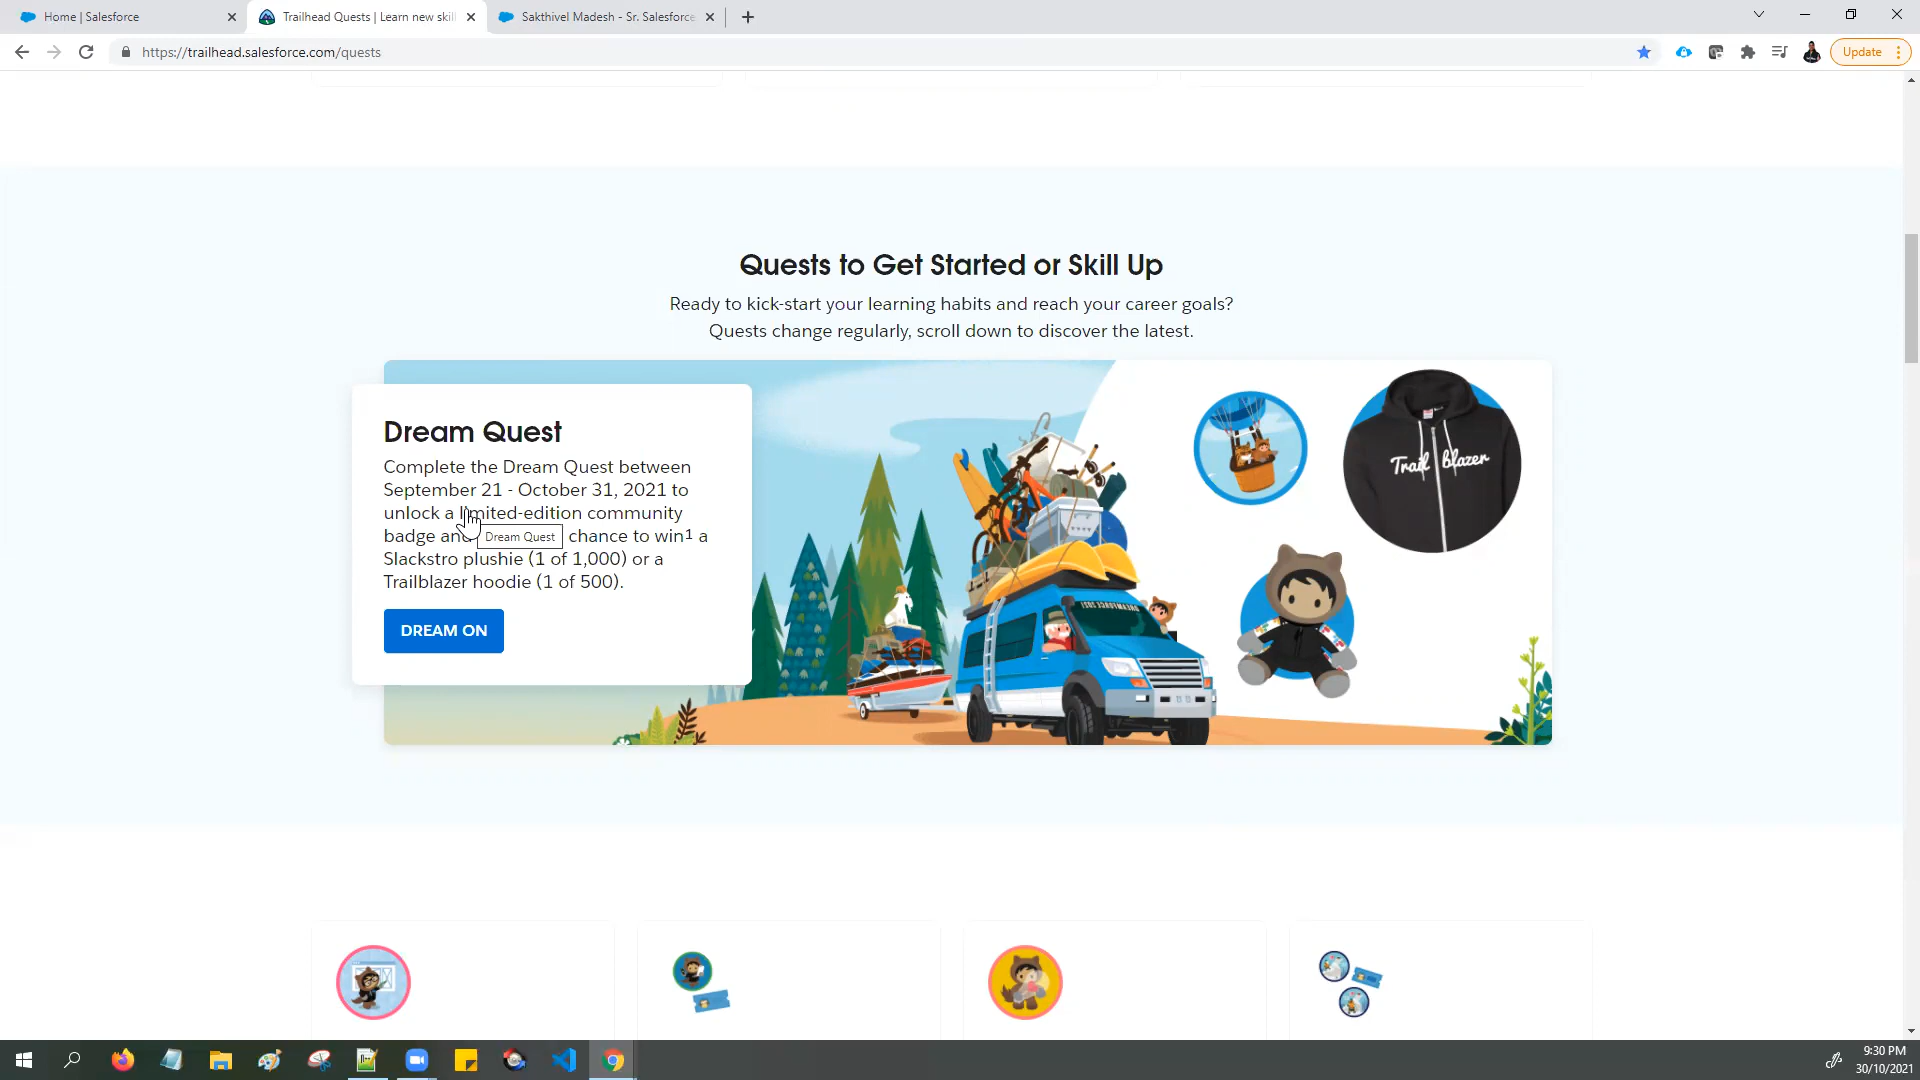 Home | Salesforce
Trailhead Quests | Learn new skil
Sakthivel Madesh - Sr. Salesforce
https://trailhead.salesforce.com/quests
Update
Quests to Get Started or Skill Up
Ready to kick-start your learning habits and reach your career goals?
Quests change regularly, scroll down to discover the latest.
Dream Quest
Complete the Dream Quest between
September 21 - October 31, 2021 to
unlock a limited-edition community
badge and chance to win1 a
Dream Quest
Slackstro plushie (1 of 1,000) or a
Trailblazer hoodie (1 of 500).
DREAM ON
Trail Blazer
9:30 PM
30/10/2021